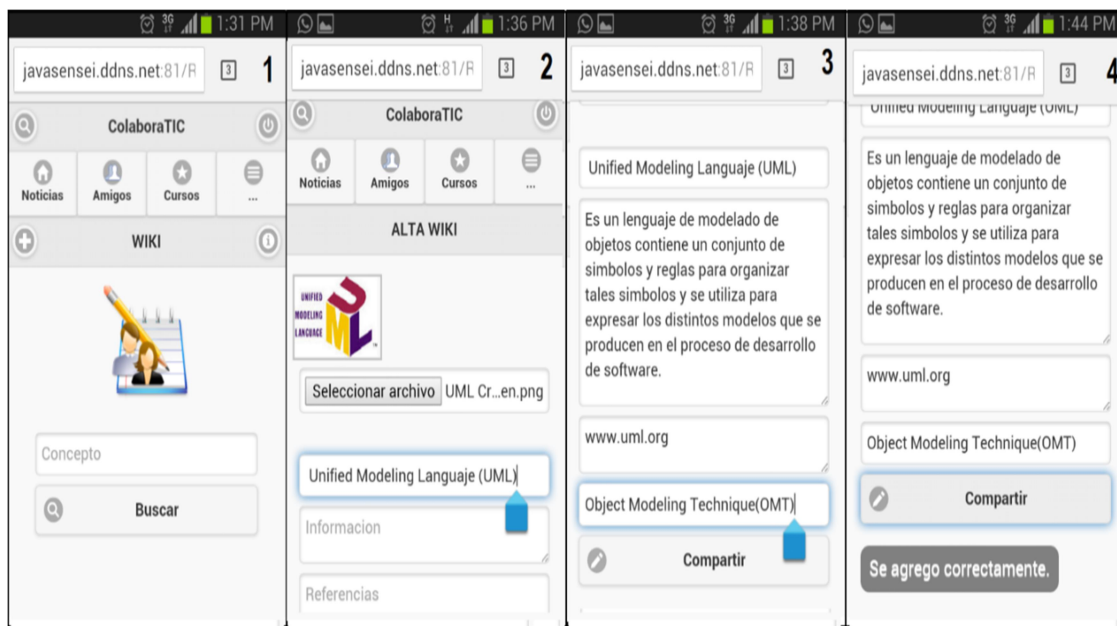 3G 1:31 PM
javasensei.ddns.net:81/R 3 1
ColaboraTIC
Noticias Amigos Cursos ...
WIKI
Concepto
Buscar
H 1:36 PM
javasensei.ddns.net:81/R 3 2
ColaboraTIC
Noticias Amigos Cursos ...
ALTA WIKI
UNIFIED
MODELING
LANGUAGE
UML
Seleccionar archivo UML Cr...en.png
Unified Modeling Languaje (UML)
Informacion
Referencias
3G 1:38 PM
javasensei.ddns.net:81/R 3 3
Unified Modeling Languaje (UML)
Es un lenguaje de modelado de
objetos contiene un conjunto de
simbolos y reglas para organizar
tales simbolos y se utiliza para
expresar los distintos modelos que se
producen en el proceso de desarrollo
de software.
www.uml.org
Object Modeling Technique(OMT)
Compartir
3G 1:44 PM
javasensei.ddns.net:81/R 3 4
Unified Modeling Languaje (UML)
Es un lenguaje de modelado de
objetos contiene un conjunto de
simbolos y reglas para organizar
tales simbolos y se utiliza para
expresar los distintos modelos que se
producen en el proceso de desarrollo
de software.
www.uml.org
Object Modeling Technique(OMT)
Compartir
Se agrego correctamente.